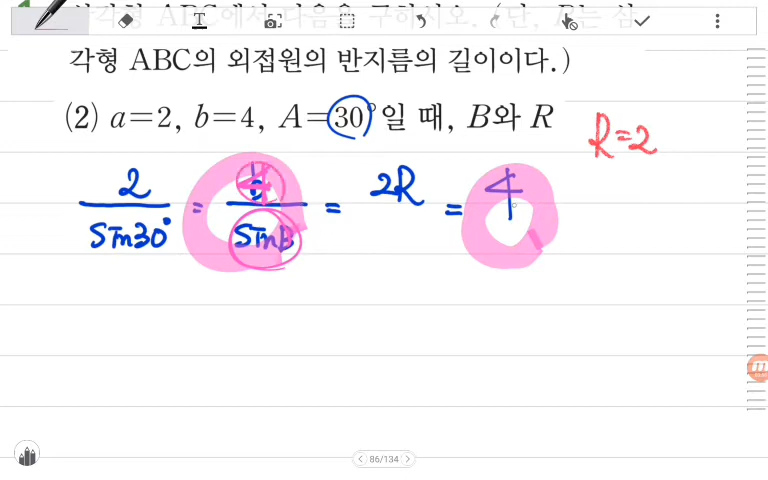 각형 ABC의 외접원의 반지름의 길이이다.)
(2) a=2, b=4, A=30°일 때, B와 R
R=2
2/sin30° = 4/sinB = 2R = 4
86/134